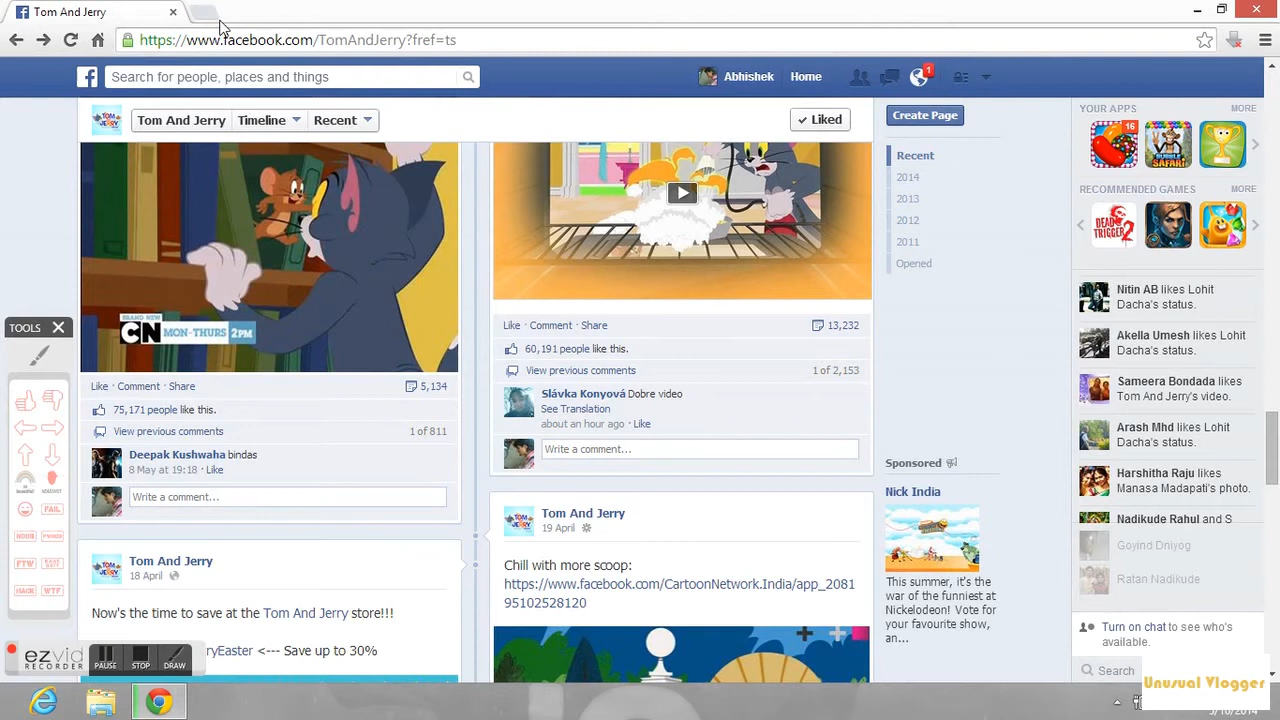 Tom And Jerry
https://www.facebook.com/TomAndJerry?fref=ts
Search for people, places and things
Abhishek
Home
1
Tom And Jerry
Timeline
Recent
Liked
Create Page
Recent
2014
2013
2012
2011
Opened
YOUR APPS
MORE
16
RECOMMENDED GAMES
MORE
DEAD
TRIGGER
2
BRAND NEW
CN MON-THURS 2PM
Like · Comment · Share
5,134
75,171 people like this.
View previous comments
1 of 811
Deepak Kushwaha bindas
8 May at 19:18 · Like
Write a comment...
Tom And Jerry
18 April
Now's the time to save at the Tom And Jerry store!!!
ryEaster <--- Save up to 30%
Like · Comment · Share
13,232
60,191 people like this.
View previous comments
1 of 2,153
Slávka Konyová Dobre video
See Translation
about an hour ago · Like
Write a comment...
Tom And Jerry
19 April
Chill with more scoop:
https://www.facebook.com/CartoonNetwork.India/app_2081
95102528120
Sponsored
Nick India
This summer, it's the
war of the funniest at
Nickelodeon! Vote for
your favourite show,
an...
Nitin AB likes Lohit
Dacha's status.
Akella Umesh likes Lohit
Dacha's status.
Sameera Bondada likes
Tom And Jerry's video.
Arash Mhd likes Lohit
Dacha's status.
Harshitha Raju likes
Manasa Madapati's photo.
Nadikude Rahul and S
Goyind Dniyog
Ratan Nadikude
Turn on chat to see who's
available.
Search
TOOLS
FAIL
NOOB
FTW
HACK
WTF
ezvid
RECORDER
PAUSE
STOP
DRAW
Unusual Vlogger